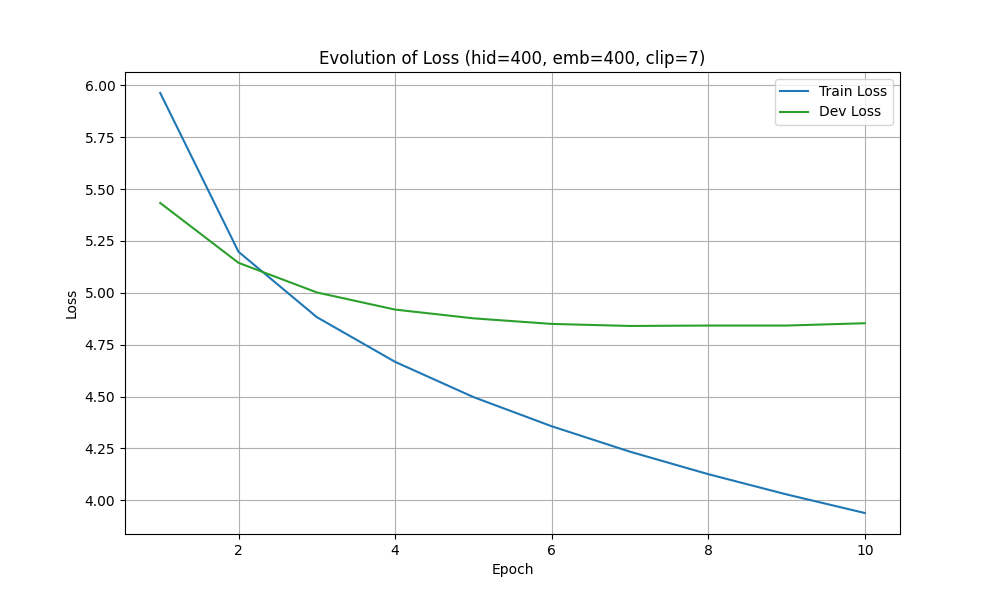 Evolution of Loss (hid=400, emb=400, clip=7)
Train Loss
Dev Loss
6.00
5.75
5.50
5.25
5.00
4.75
4.50
4.25
4.00
Loss
2 4 6 8 10
Epoch